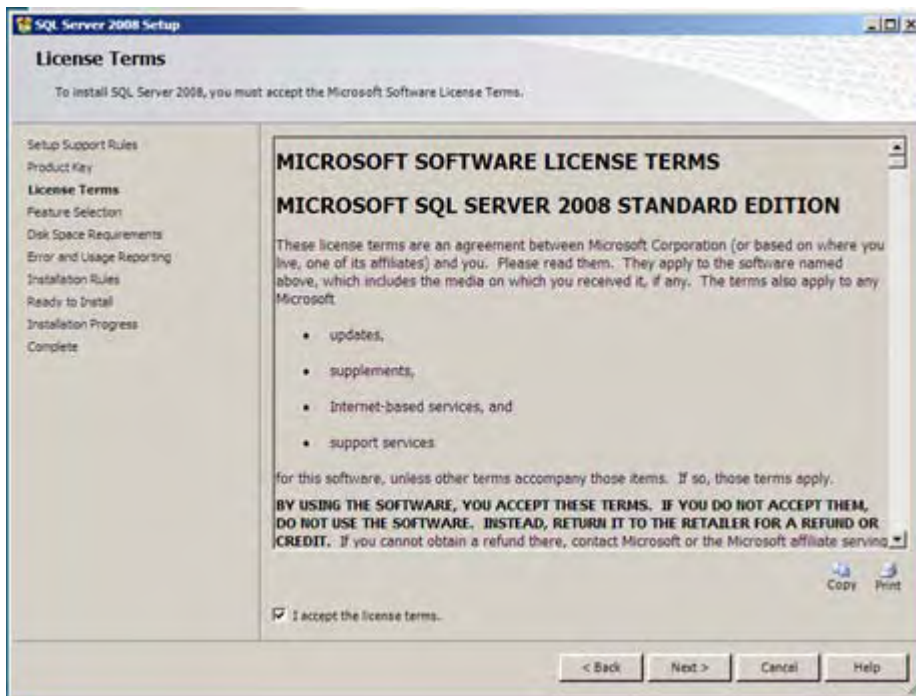 SQL Server 2008 Setup
License Terms
To install SQL Server 2008, you must accept the Microsoft Software License Terms.
Setup Support Rules
Product Key
License Terms
Feature Selection
Disk Space Requirements
Error and Usage Reporting
Installation Rules
Ready to Install
Installation Progress
Complete
MICROSOFT SOFTWARE LICENSE TERMS
MICROSOFT SQL SERVER 2008 STANDARD EDITION
These license terms are an agreement between Microsoft Corporation (or based on where you
live, one of its affiliates) and you. Please read them. They apply to the software named
above, which includes the media on which you received it, if any. The terms also apply to any
Microsoft
• updates,
• supplements,
• Internet-based services, and
• support services
for this software, unless other terms accompany those items. If so, those terms apply.
BY USING THE SOFTWARE, YOU ACCEPT THESE TERMS. IF YOU DO NOT ACCEPT THEM,
DO NOT USE THE SOFTWARE. INSTEAD, RETURN IT TO THE RETAILER FOR A REFUND OR
CREDIT. If you cannot obtain a refund there, contact Microsoft or the Microsoft affiliate serving
Copy Print
I accept the license terms.
< Back Next > Cancel Help